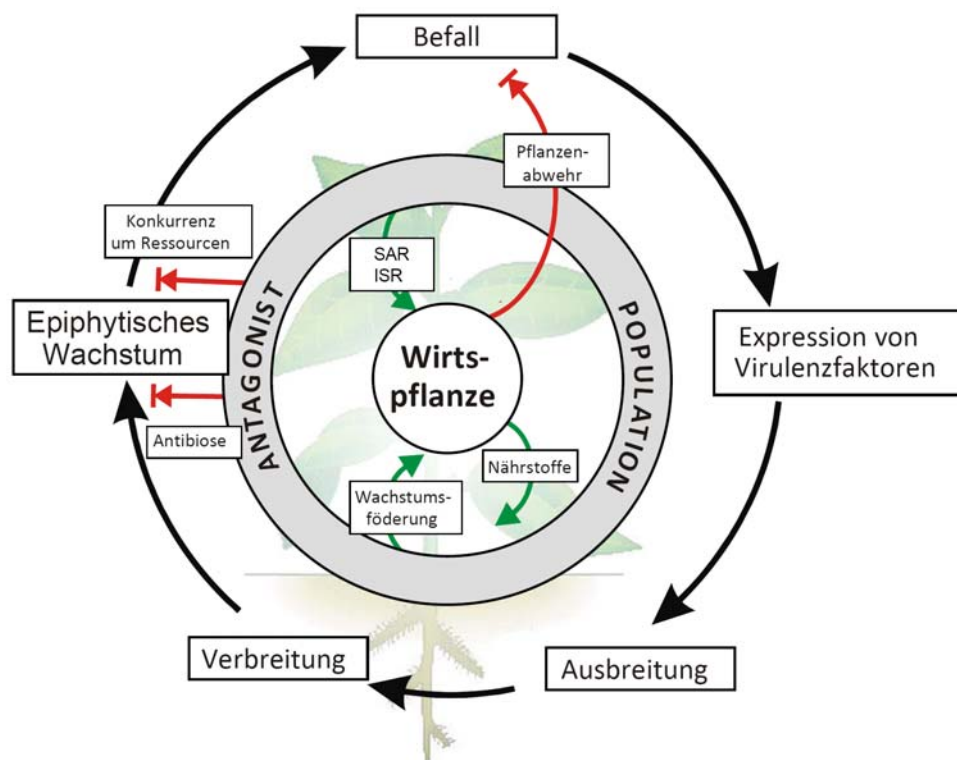 Befall
Pflanzen-
abwehr
Konkurrenz
um Ressourcen
SAR
ISR
Epiphytisches
Wachstum
ANTAGONIST
POPULATION
Wirts-
pflanze
Expression von
Virulenzfaktoren
Antibiose
Nährstoffe
Wachstums-
föderung
Verbreitung
Ausbreitung